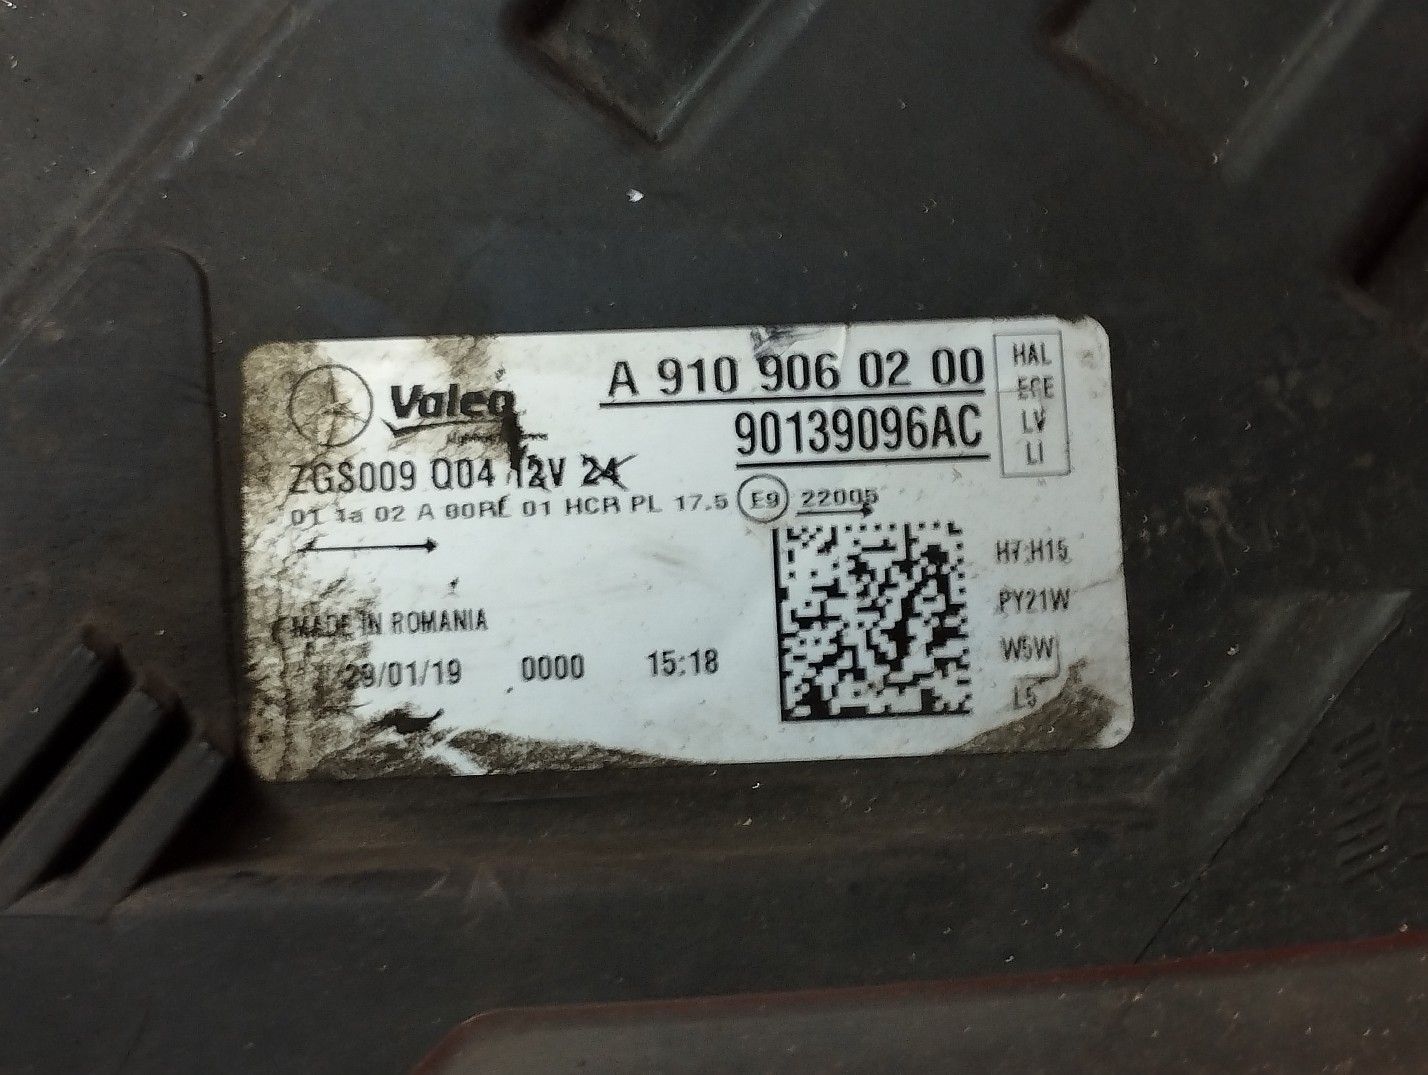 Valeo
A 910 906 02 00
90139096AC
HAL
ECE
LV
LI
ZGS009 Q04 12V 24
01 1a 02 A 00RE 01 HCR PL 17.5 E9 22005
H7;H15
PY21W
W5W
L5
MADE IN ROMANIA
29/01/19 0000 15:18